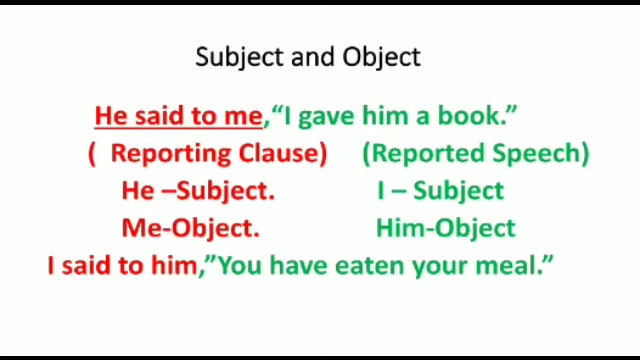 Subject and Object
He said to me,“I gave him a book.”
( Reporting Clause) (Reported Speech)
He –Subject. I – Subject
Me-Object. Him-Object
I said to him,”You have eaten your meal.”